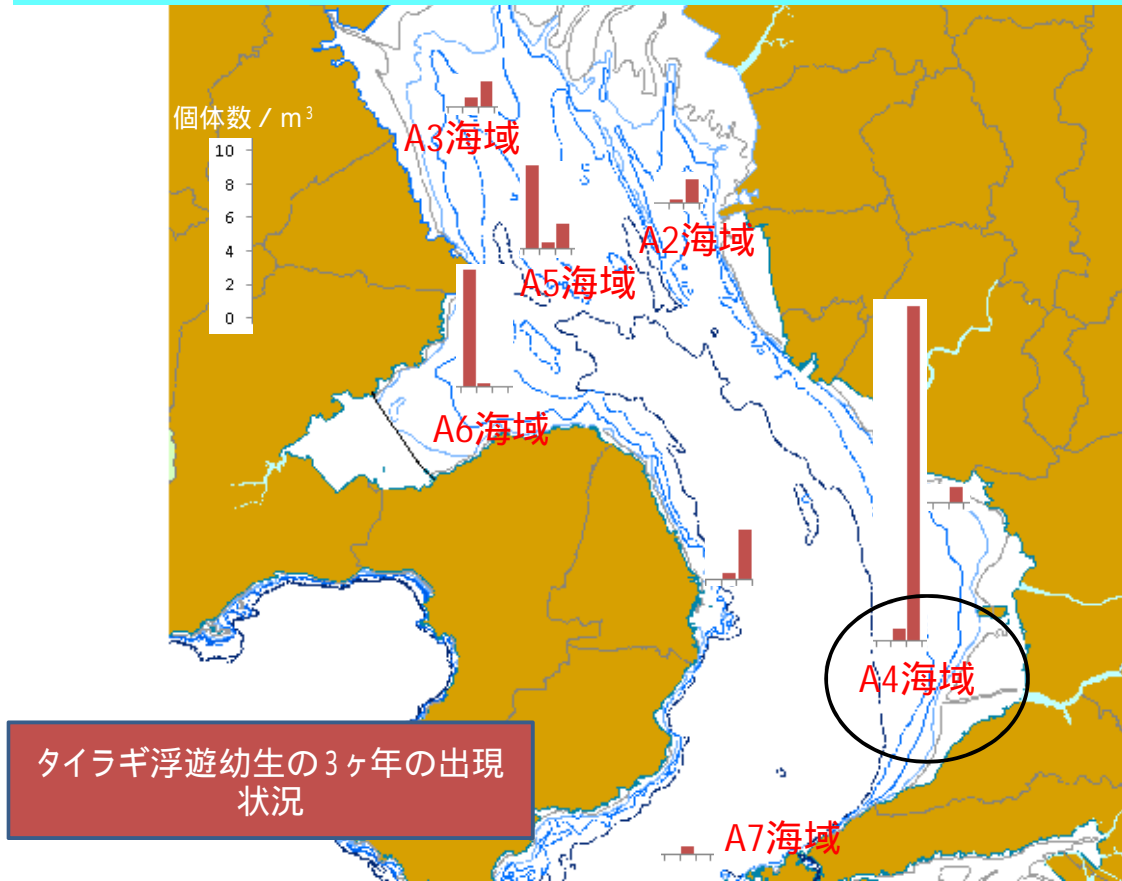 個体数／m³
10
8
6
4
2
0
A3海域
A2海域
A5海域
A6海域
A4海域
A7海域
タイラギ浮遊幼生の3ヶ年の出現
状況